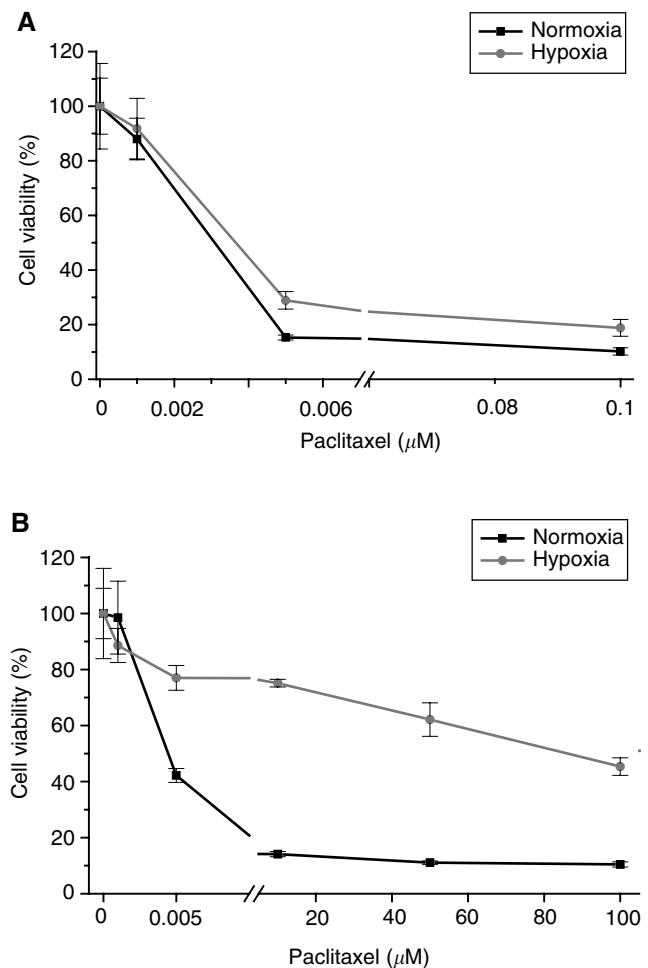 A
Normoxia
Hypoxia
120
100
80
60
40
20
0
Cell viability (%)
0 0.002 0.006 0.08 0.1
Paclitaxel (μM)
B
Normoxia
Hypoxia
120
100
80
60
40
20
0
Cell viability (%)
0 0.005 20 40 60 80 100
Paclitaxel (μM)